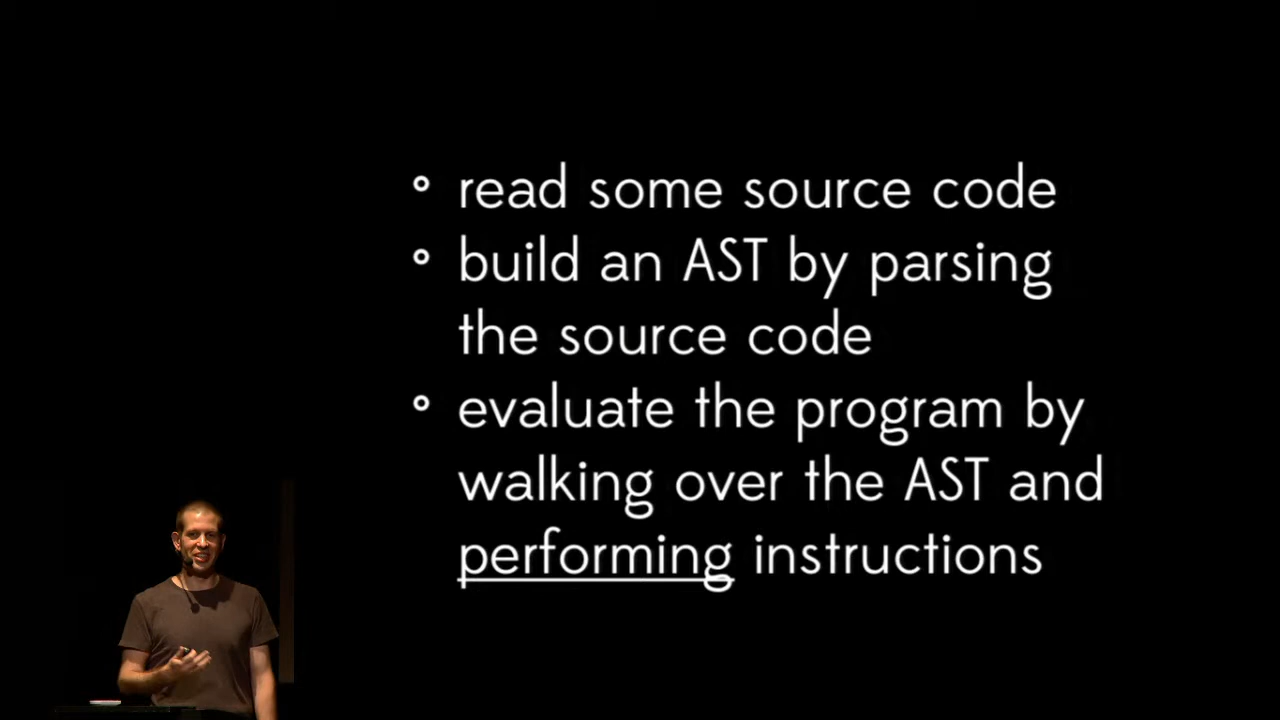 ° read some source code
° build an AST by parsing
the source code
° evaluate the program by
walking over the AST and
performing instructions